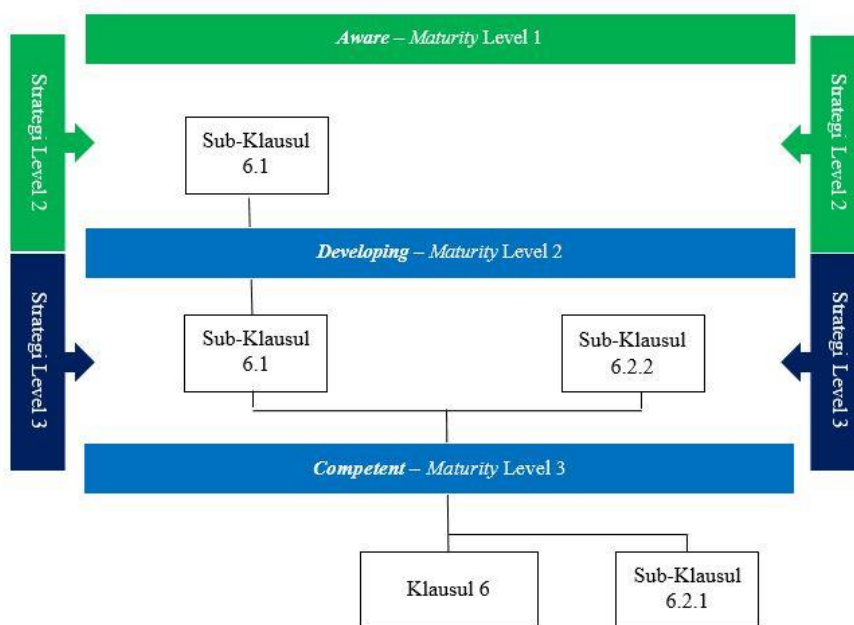 Aware – Maturity Level 1
Strategi Level 2
Strategi Level 2
Sub-Klausul
6.1
Developing – Maturity Level 2
Strategi Level 3
Strategi Level 3
Sub-Klausul
6.1
Sub-Klausul
6.2.2
Competent – Maturity Level 3
Klausul 6
Sub-Klausul
6.2.1